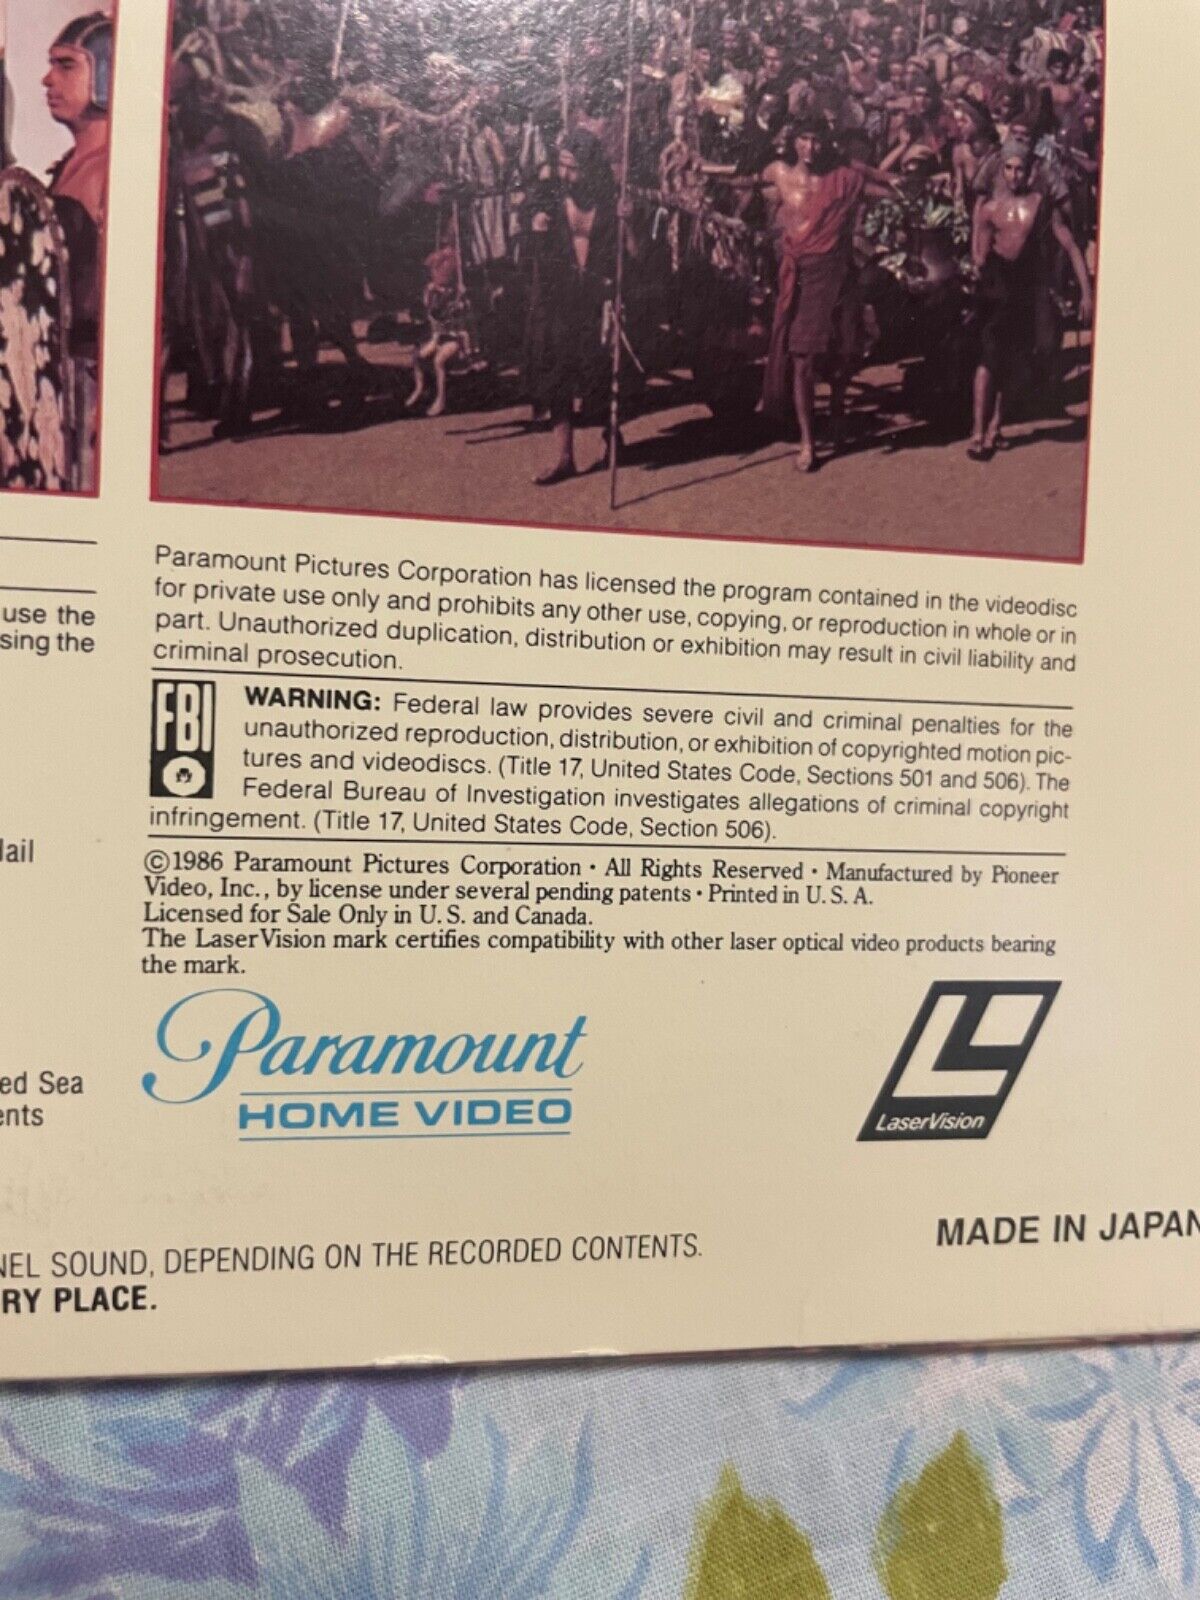 use the
sing the
ail
ed Sea
ents
Paramount Pictures Corporation has licensed the program contained in the videodisc
for private use only and prohibits any other use, copying, or reproduction in whole or in
part. Unauthorized duplication, distribution or exhibition may result in civil liability and
criminal prosecution.
FBI
WARNING: Federal law provides severe civil and criminal penalties for the
unauthorized reproduction, distribution, or exhibition of copyrighted motion pic-
tures and videodiscs. (Title 17, United States Code, Sections 501 and 506). The
Federal Bureau of Investigation investigates allegations of criminal copyright
infringement. (Title 17, United States Code, Section 506).
©1986 Paramount Pictures Corporation • All Rights Reserved • Manufactured by Pioneer
Video, Inc., by license under several pending patents • Printed in U. S. A.
Licensed for Sale Only in U. S. and Canada.
The LaserVision mark certifies compatibility with other laser optical video products bearing
the mark.
Paramount
HOME VIDEO
LaserVision
NEL SOUND, DEPENDING ON THE RECORDED CONTENTS.
RY PLACE.
MADE IN JAPAN